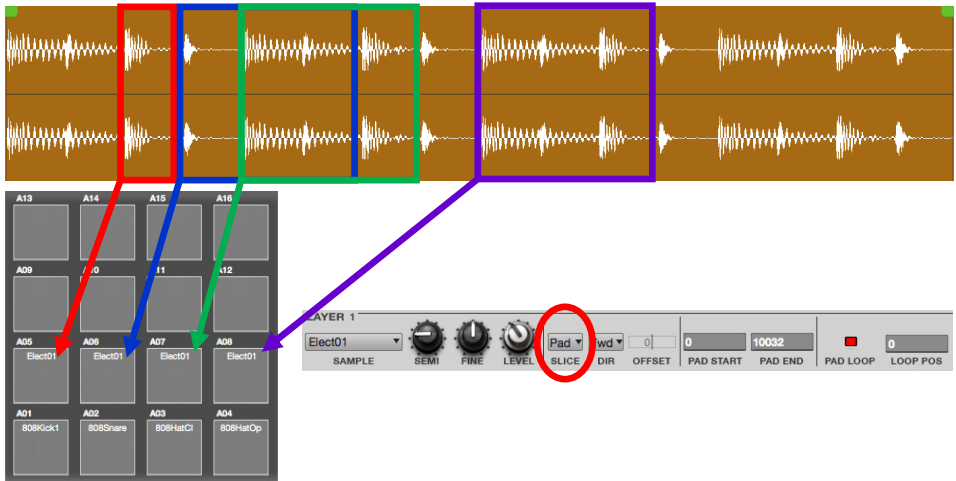 A13 A14 A15 A16
A09 A10 A11 A12
A05 A06 A07 A08
Elect01 Elect01 Elect01 Elect01
A01 A02 A03 A04
808Kick1 808Snare 808HatCl 808HatOp
LAYER 1
Elect01 Pad Fwd 0 0 10032 0
SAMPLE SEMI FINE LEVEL SLICE DIR OFFSET PAD START PAD END PAD LOOP LOOP POS